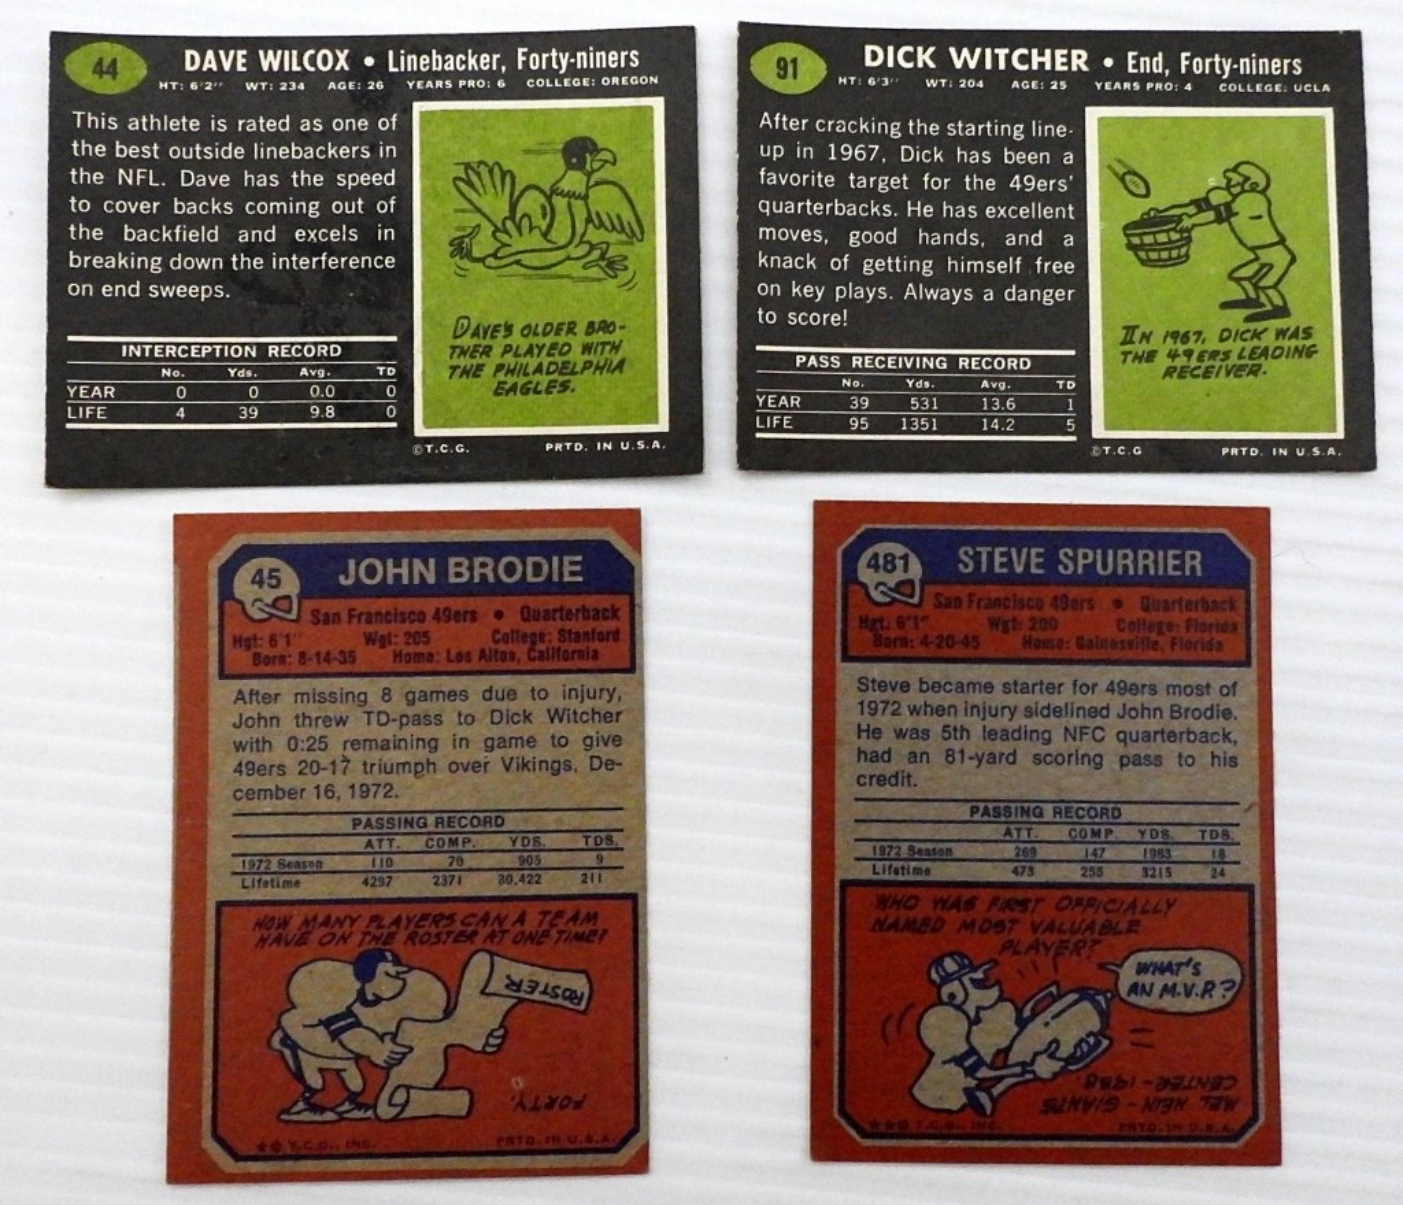 44
DAVE WILCOX • Linebacker, Forty-niners
HT: 6'2" WT: 234 AGE: 26 YEARS PRO: 6 COLLEGE: OREGON
This athlete is rated as one of
the best outside linebackers in
the NFL. Dave has the speed
to cover backs coming out of
the backfield and excels in
breaking down the interference
on end sweeps.
INTERCEPTION RECORD
No. Yds. Avg. TD
YEAR 0 0 0.0 0
LIFE 4 39 9.8 0
DAVE'S OLDER BRO-
THER PLAYED WITH
THE PHILADELPHIA
EAGLES.
©T.C.G. PRTD. IN U.S.A.
91
DICK WITCHER • End, Forty-niners
HT: 6'3" WT: 204 AGE: 25 YEARS PRO: 4 COLLEGE: UCLA
After cracking the starting line-
up in 1967, Dick has been a
favorite target for the 49ers'
quarterbacks. He has excellent
moves, good hands, and a
knack of getting himself free
on key plays. Always a danger
to score!
PASS RECEIVING RECORD
No. Yds. Avg. TD
YEAR 39 531 13.6 1
LIFE 95 1351 14.2 5
IN 1967, DICK WAS
THE 49ERS LEADING
RECEIVER.
©T.C.G PRTD. IN U.S.A.
45
JOHN BRODIE
San Francisco 49ers • Quarterback
Hgt: 6'1" Wgt: 205 College: Stanford
Born: 8-14-35 Home: Los Altos, California
After missing 8 games due to injury,
John threw TD-pass to Dick Witcher
with 0:25 remaining in game to give
49ers 20-17 triumph over Vikings, De-
cember 16, 1972.
PASSING RECORD
ATT. COMP. YDS. TDS.
1972 Season 110 70 905 9
Lifetime 4297 2371 30,422 211
HOW MANY PLAYERS CAN A TEAM
HAVE ON THE ROSTER AT ONE TIME?
ROSTER
FORTY.
★★ T.C.G., INC. PRTD. IN U.S.A.
481
STEVE SPURRIER
San Francisco 49ers • Quarterback
Hgt: 6'1" Wgt: 200 College: Florida
Born: 4-20-45 Home: Gainesville, Florida
Steve became starter for 49ers most of
1972 when injury sidelined John Brodie.
He was 5th leading NFC quarterback,
had an 81-yard scoring pass to his
credit.
PASSING RECORD
ATT. COMP. YDS. TDS.
1972 Season 269 147 1983 18
Lifetime 473 255 3215 24
WHO WAS FIRST OFFICIALLY
NAMED MOST VALUABLE
PLAYER?
WHAT'S
AN M.V.P.?
MEL HEIN - GIANTS
CENTER - 1938.
★★ T.C.G., INC. PRTD. IN U.S.A.